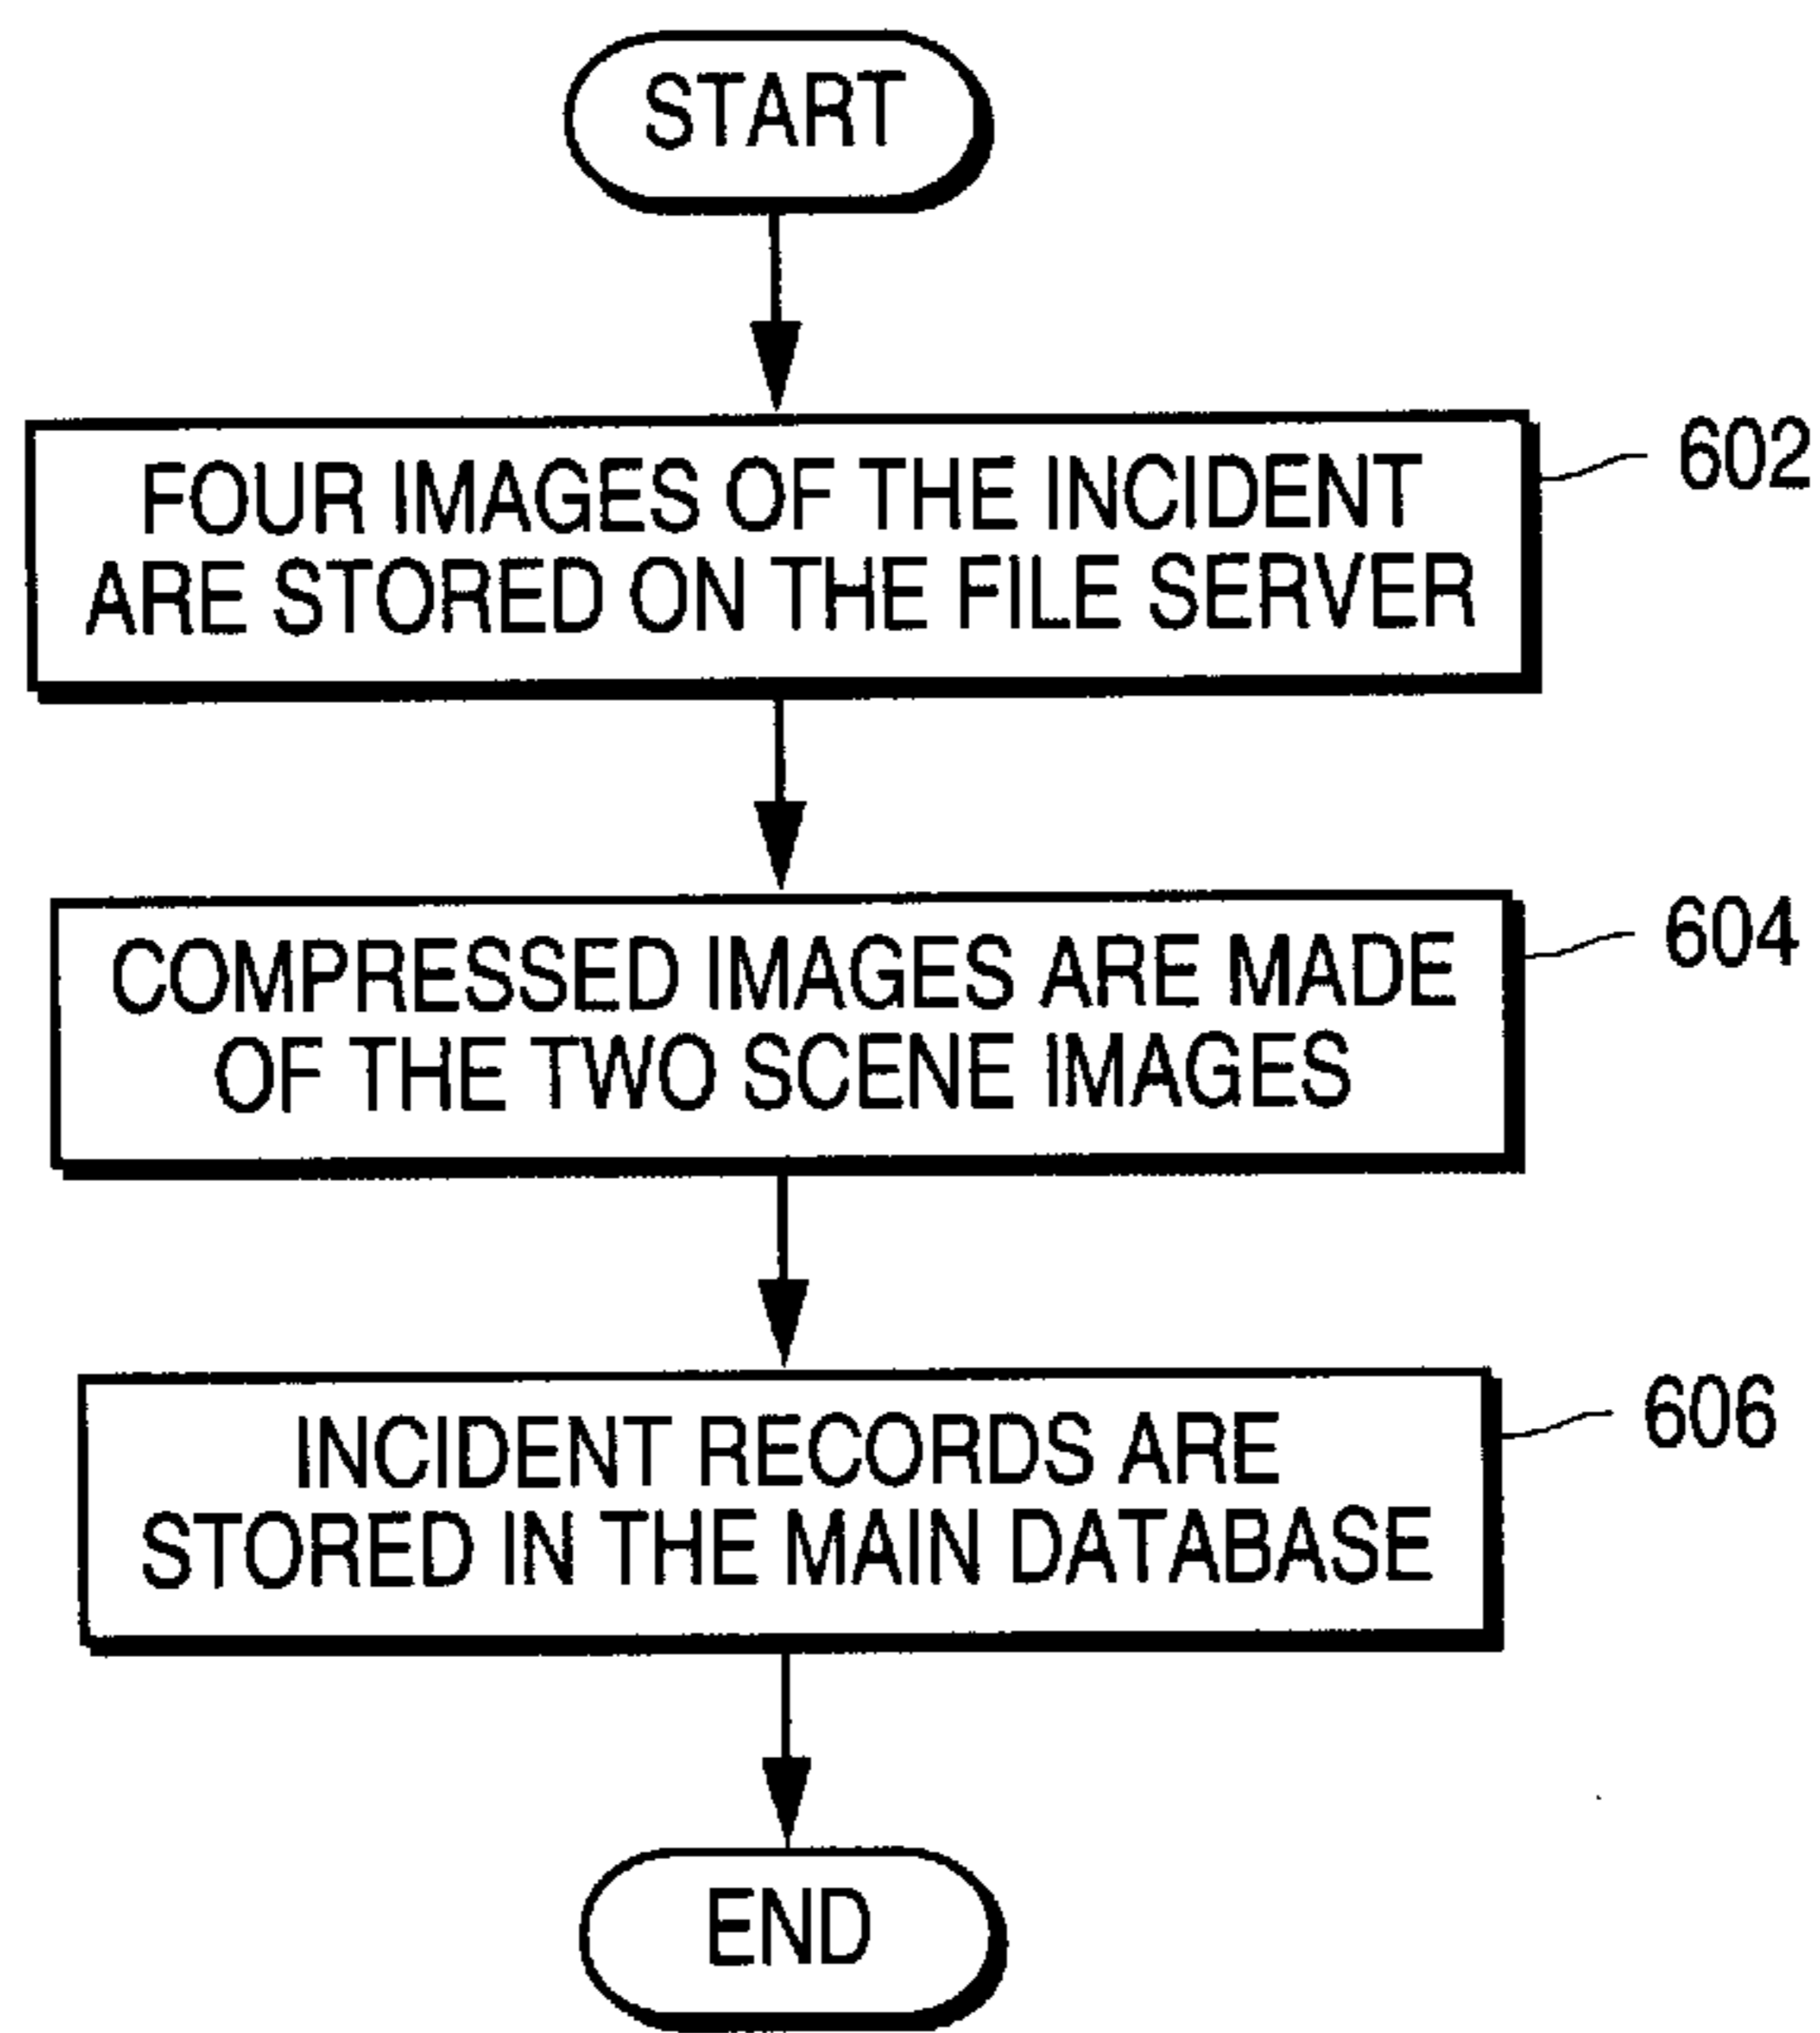 START
FOUR IMAGES OF THE INCIDENT
ARE STORED ON THE FILE SERVER
602
COMPRESSED IMAGES ARE MADE
OF THE TWO SCENE IMAGES
604
INCIDENT RECORDS ARE
STORED IN THE MAIN DATABASE
606
END